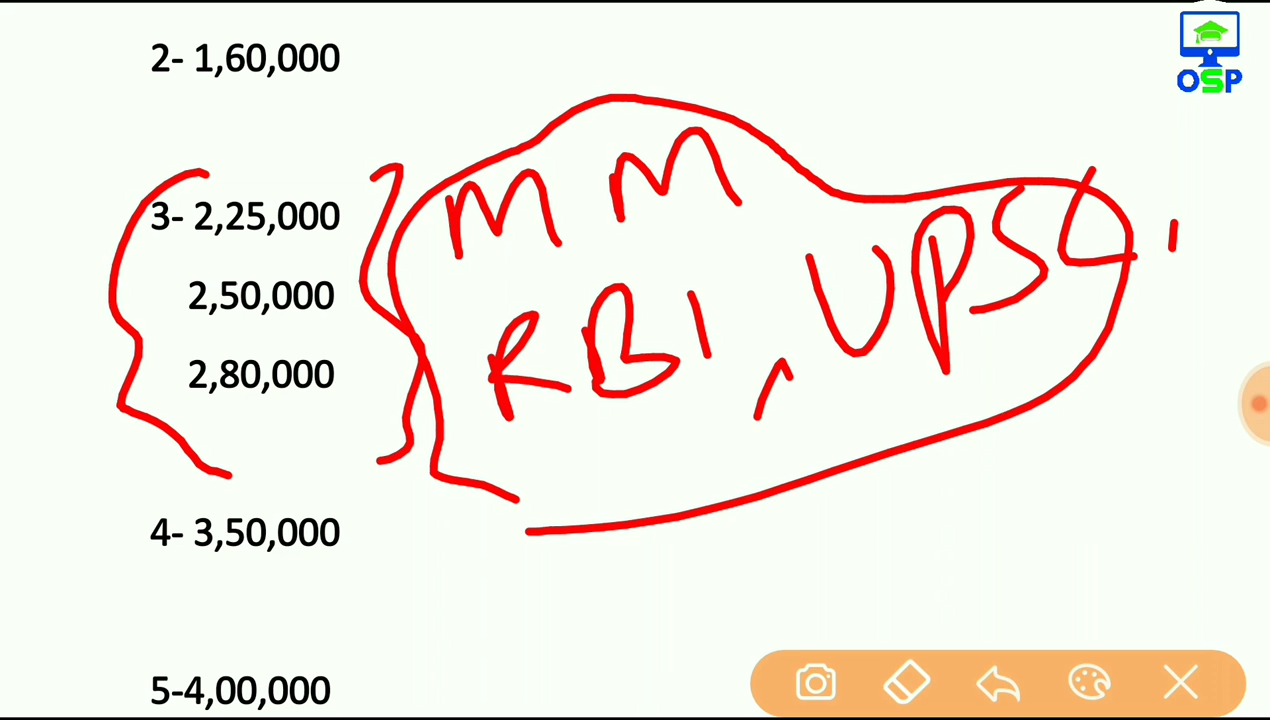 2- 1,60,000
OSP
M M
3- 2,25,000
RBI, UPSC,
2,50,000
2,80,000
4- 3,50,000
5-4,00,000